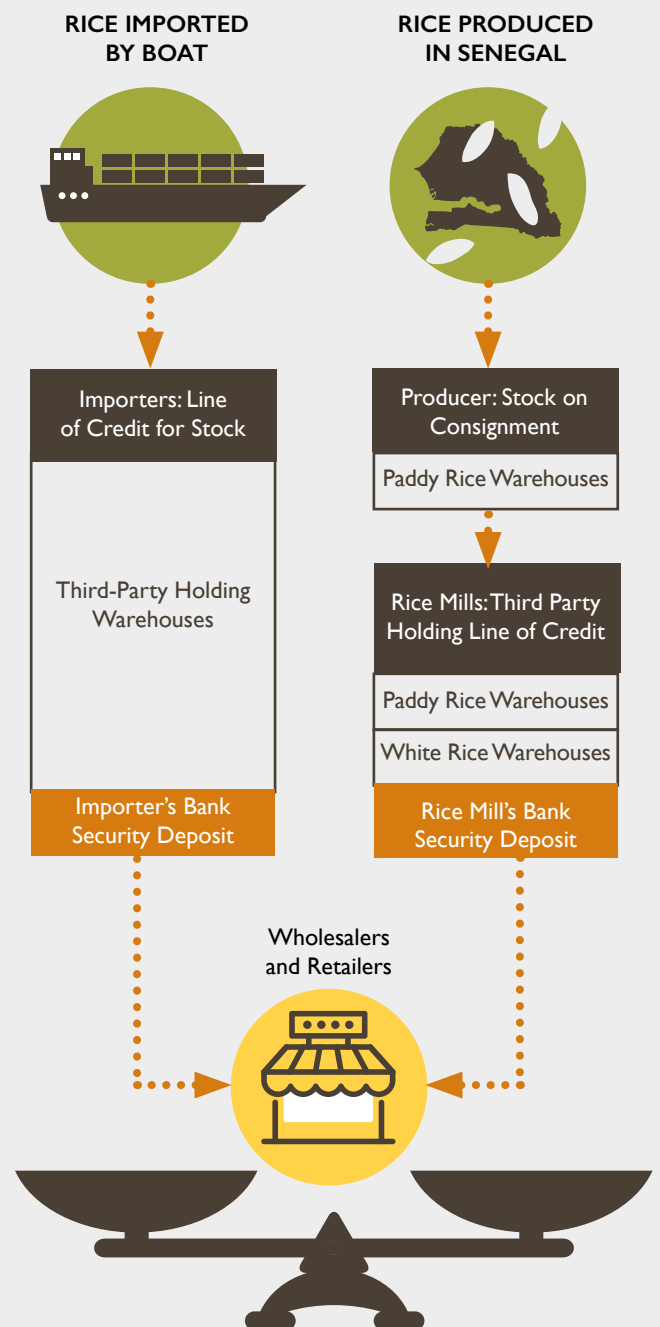 RICE IMPORTED
BY BOAT
Importers: Line
of Credit for Stock
Third-Party Holding
Warehouses
Importer's Bank
Security Deposit
RICE PRODUCED
IN SENEGAL
Producer: Stock on
Consignment
Paddy Rice Warehouses
Rice Mills: Third Party
Holding Line of Credit
Paddy Rice Warehouses
White Rice Warehouses
Rice Mill's Bank
Security Deposit
Wholesalers
and Retailers